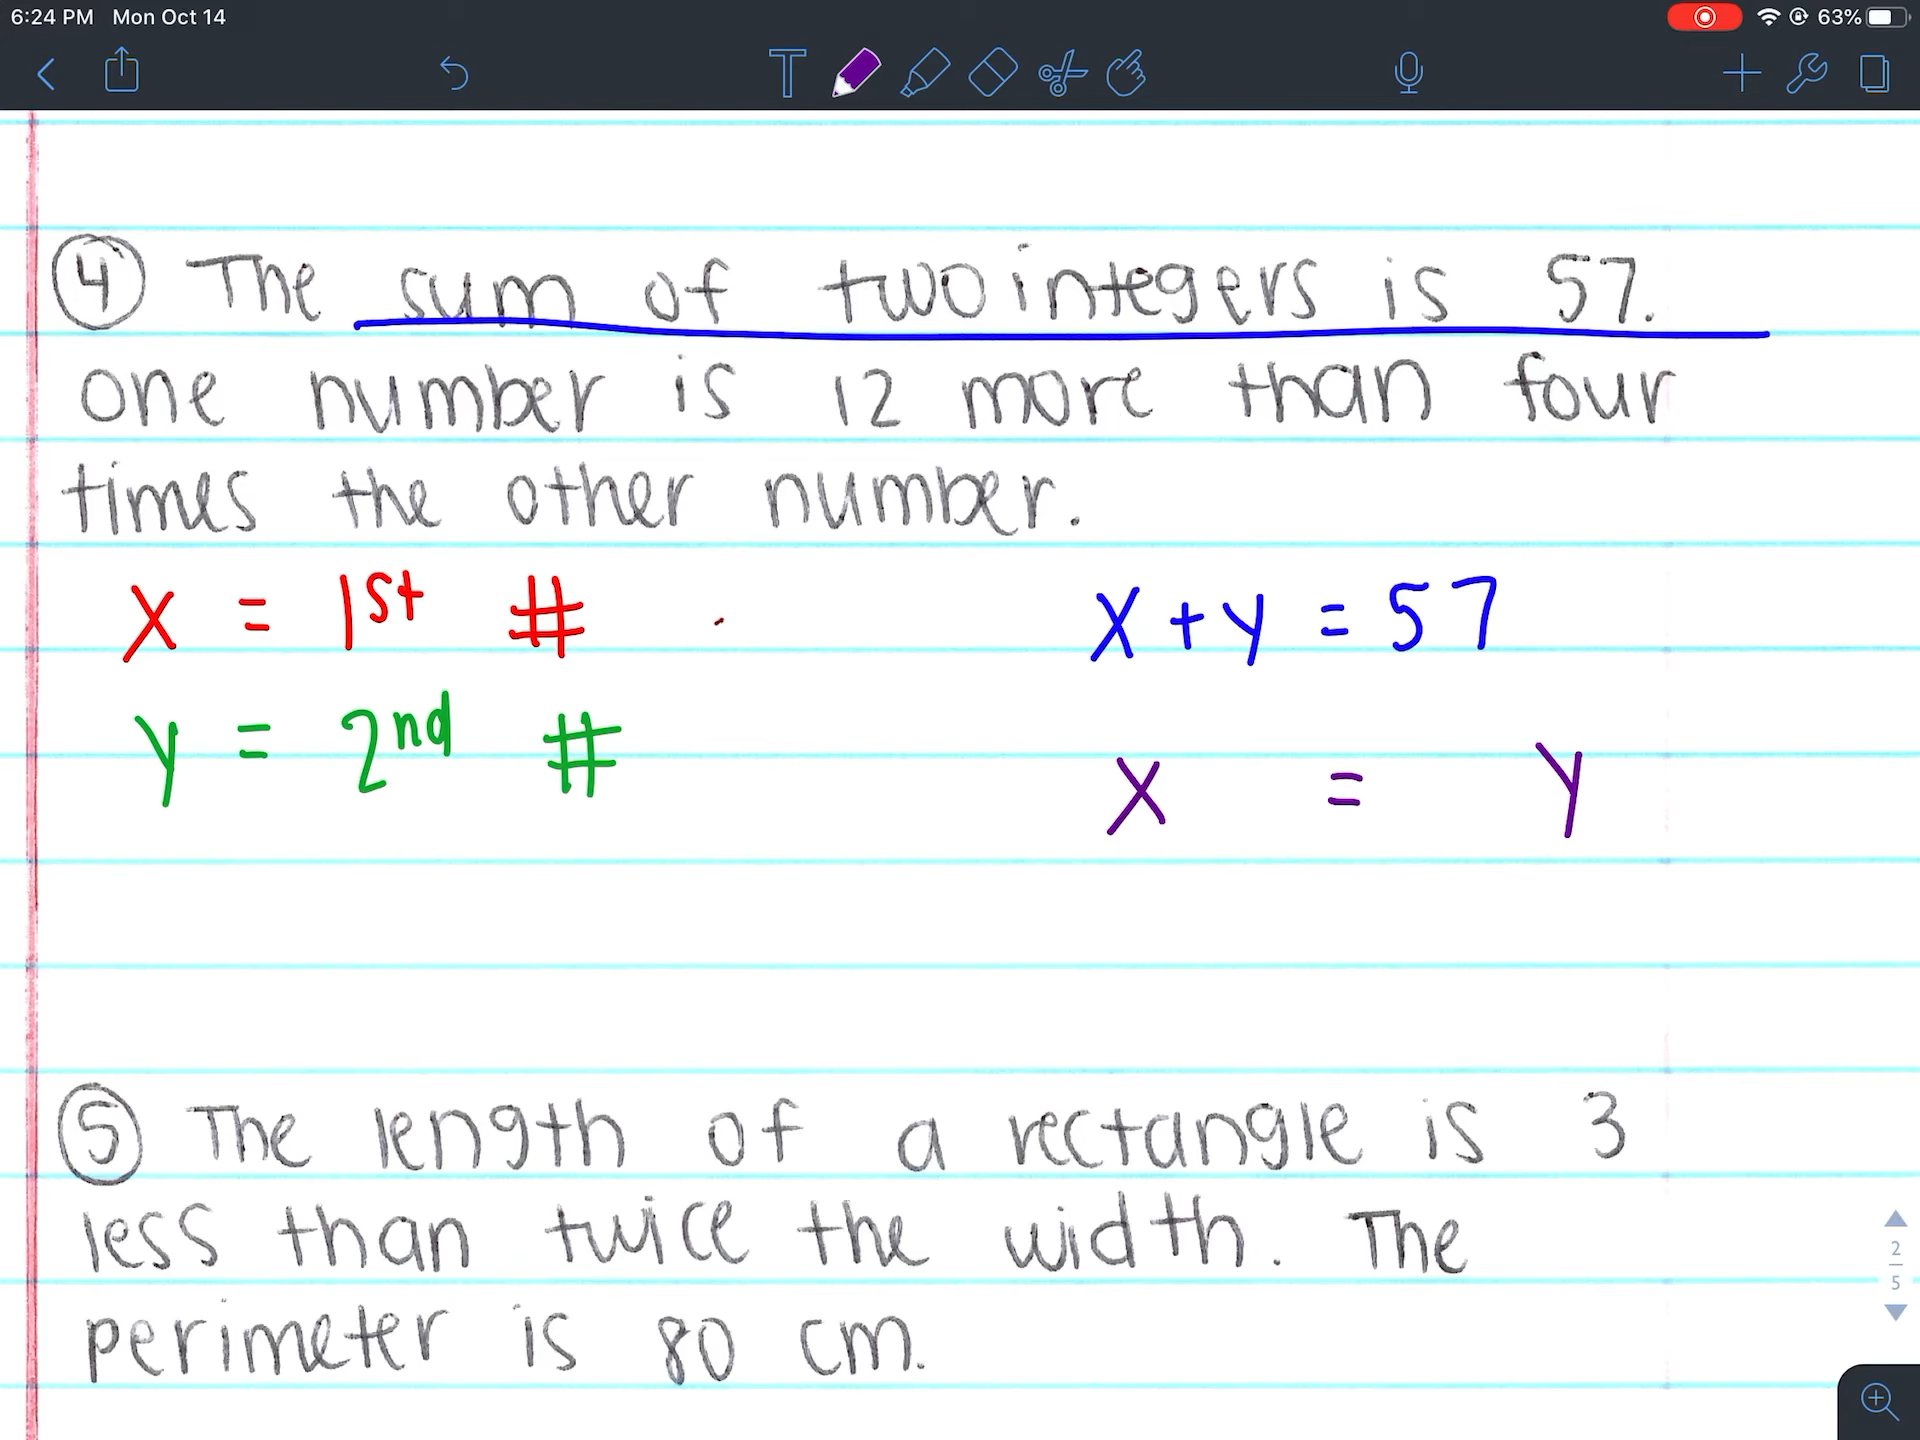 6:24 PM Mon Oct 14 63%
T
4 The sum of two integers is 57.
one number is 12 more than four
times the other number.
x = 1st #
x + y = 57
y = 2nd #
x = y
5 The length of a rectangle is 3
less than twice the width. The
perimeter is 80 cm.
2
5